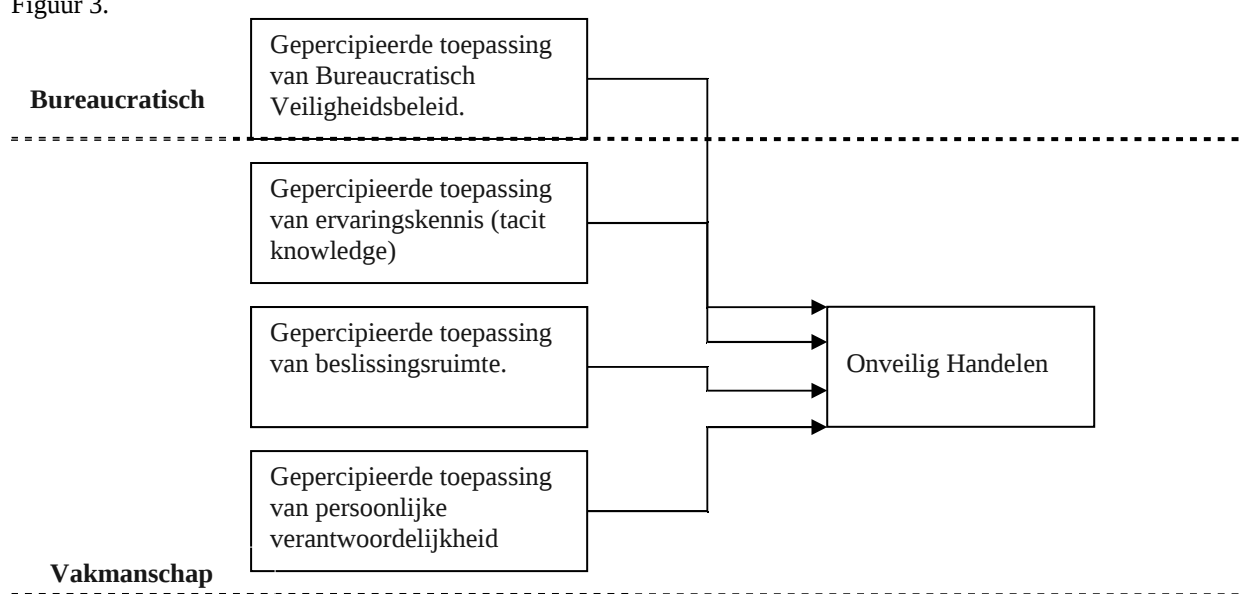 Figuur 3.
Gepercipieerde toepassing
van Bureaucratisch
Veiligheidsbeleid.
Bureaucratisch
Gepercipieerde toepassing
van ervaringskennis (tacit
knowledge)
Gepercipieerde toepassing
van beslissingsruimte.
Onveilig Handelen
Gepercipieerde toepassing
van persoonlijke
verantwoordelijkheid
Vakmanschap